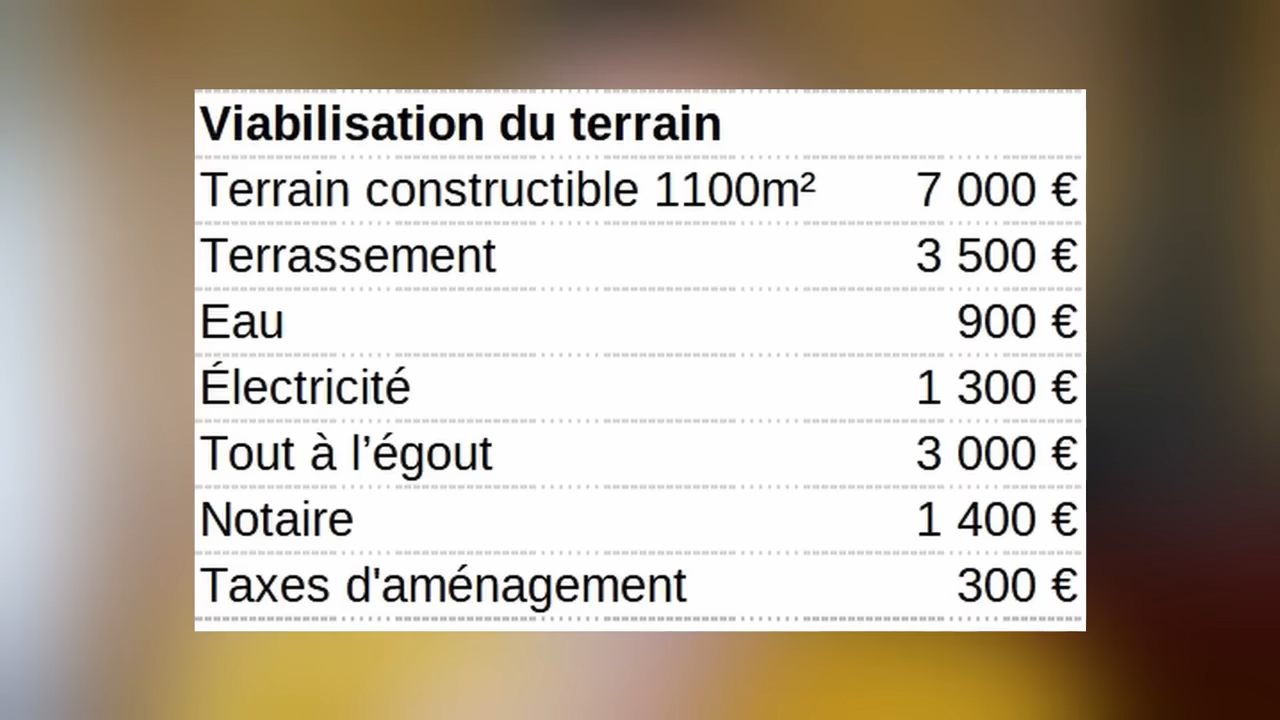 Viabilisation du terrain
Terrain constructible 1100m² 7 000 €
Terrassement 3 500 €
Eau 900 €
Électricité 1 300 €
Tout à l’égout 3 000 €
Notaire 1 400 €
Taxes d'aménagement 300 €